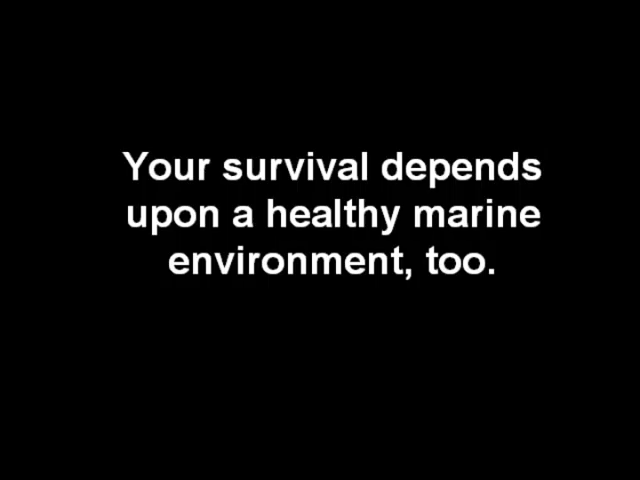 Your survival depends
upon a healthy marine
environment, too.